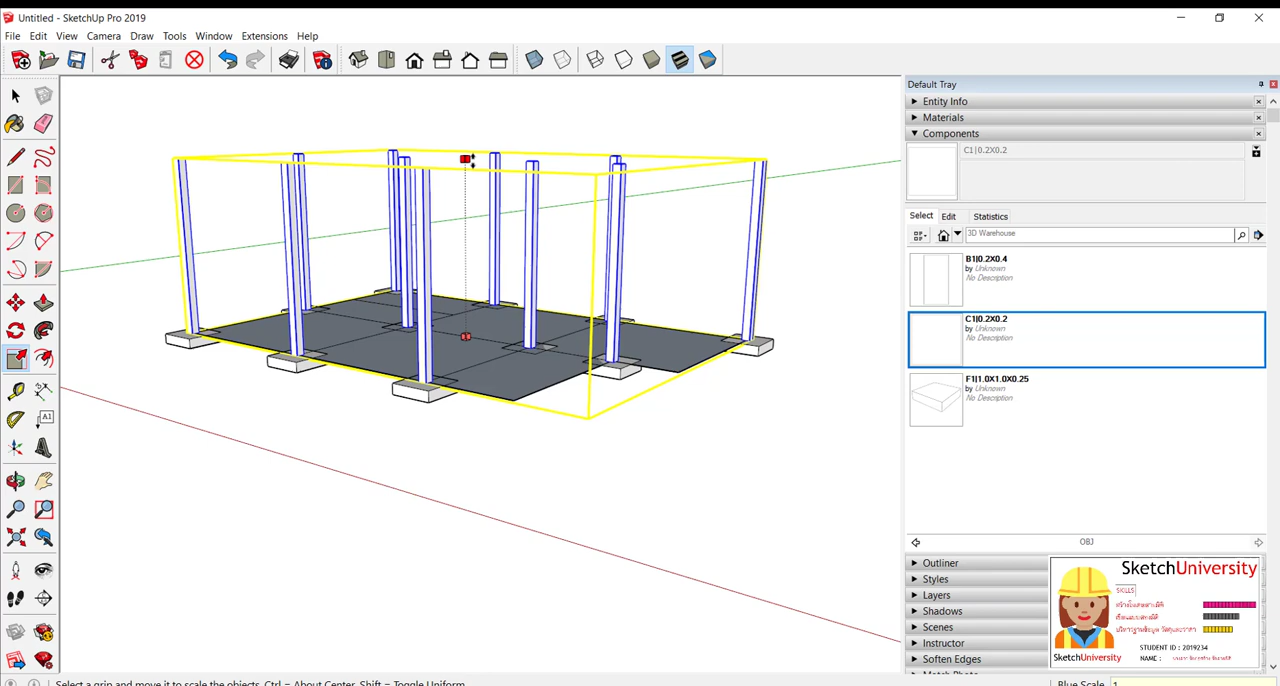 Untitled - SketchUp Pro 2019
File Edit View Camera Draw Tools Window Extensions Help
Default Tray
Entity Info
Materials
Components
C1|0.2X0.2
Select Edit Statistics
3D Warehouse
B1|0.2X0.4
by Unknown
No Description
C1|0.2X0.2
by Unknown
No Description
F1|1.0X1.0X0.25
by Unknown
No Description
OBJ
Outliner
Styles
Layers
Shadows
Scenes
Instructor
Soften Edges
SketchUniversity
SKILLS
STUDENT ID : 2019234
NAME :
SketchUniversity
A1
Select a grip and move it to scale the objects. Ctrl = About Center, Shift = Toggle Uniform.
Blue Scale 1